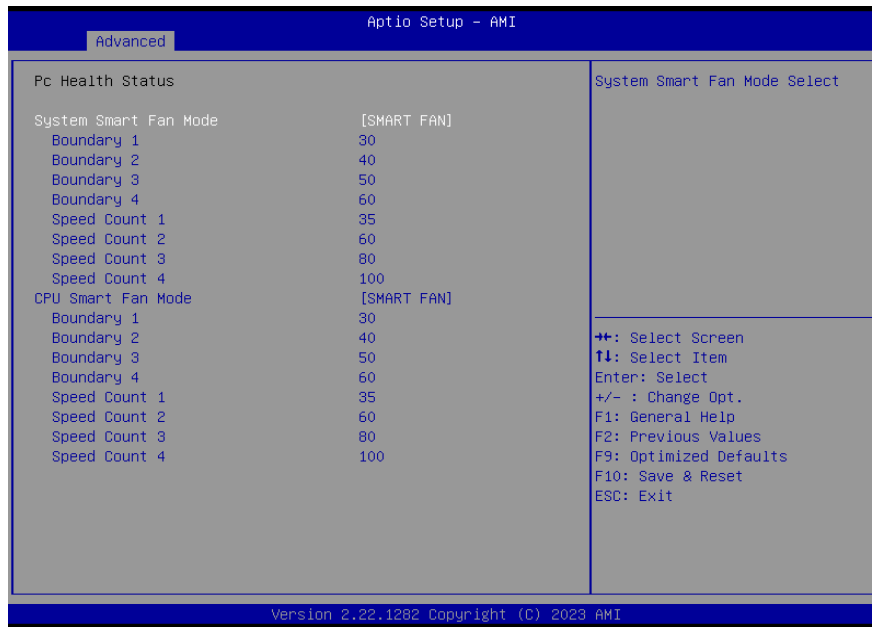 Aptio Setup - AMI
Advanced
Pc Health Status
System Smart Fan Mode [SMART FAN]
Boundary 1 30
Boundary 2 40
Boundary 3 50
Boundary 4 60
Speed Count 1 35
Speed Count 2 60
Speed Count 3 80
Speed Count 4 100
CPU Smart Fan Mode [SMART FAN]
Boundary 1 30
Boundary 2 40
Boundary 3 50
Boundary 4 60
Speed Count 1 35
Speed Count 2 60
Speed Count 3 80
Speed Count 4 100
System Smart Fan Mode Select
→←: Select Screen
↑↓: Select Item
Enter: Select
+/- : Change Opt.
F1: General Help
F2: Previous Values
F9: Optimized Defaults
F10: Save & Reset
ESC: Exit
Version 2.22.1282 Copyright (C) 2023 AMI